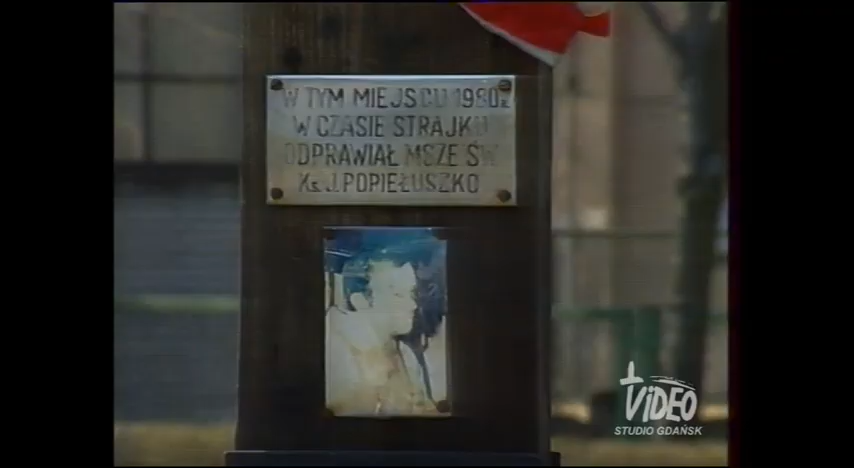 W TYM MIEJSCU 1980 r.
W CZASIE STRAJKU
ODPRAWIAŁ MSZE ŚW.
Ks. J. POPIEŁUSZKO
VIDEO
STUDIO GDAŃSK